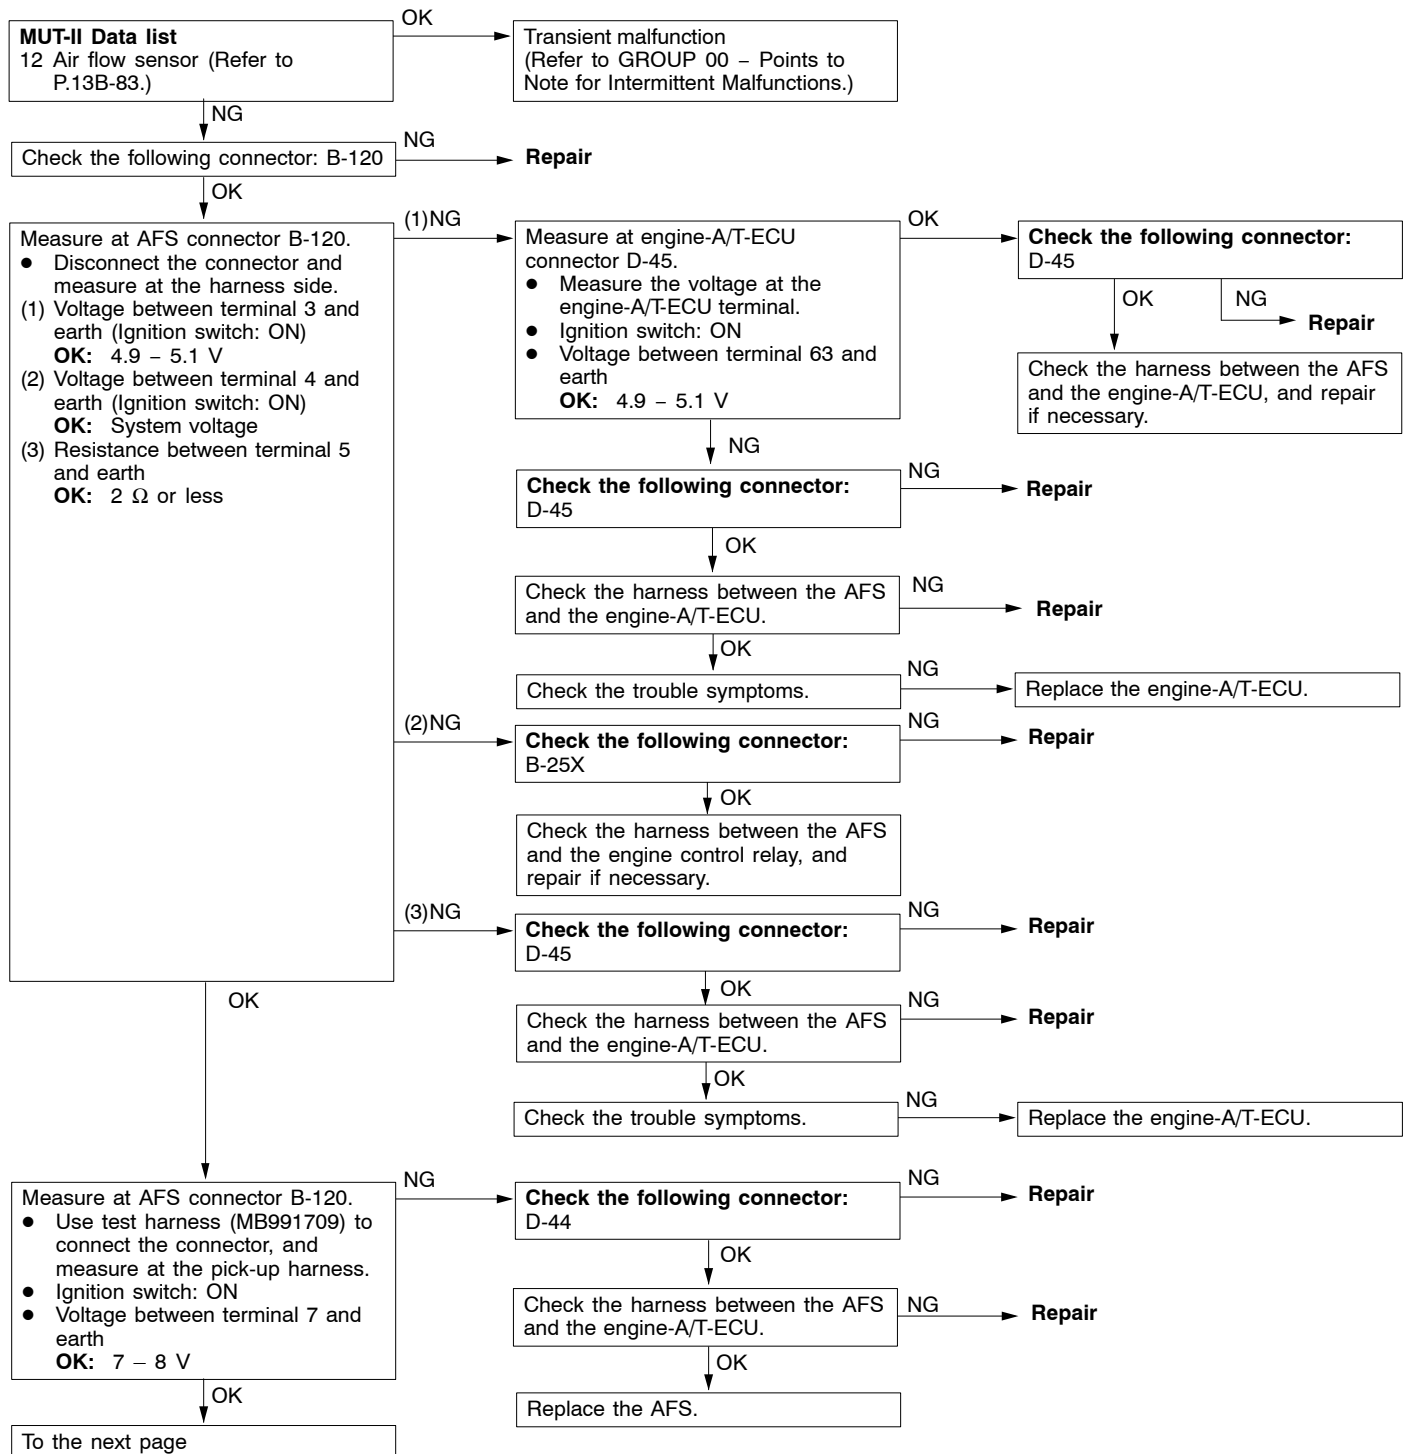 MUT-II Data list
12 Air flow sensor (Refer to
P.13B-83.)
OK
Transient malfunction
(Refer to GROUP 00 – Points to
Note for Intermittent Malfunctions.)
NG
Check the following connector: B-120
NG
Repair
OK
Measure at AFS connector B-120.
● Disconnect the connector and
measure at the harness side.
(1) Voltage between terminal 3 and
earth (Ignition switch: ON)
OK: 4.9 – 5.1 V
(2) Voltage between terminal 4 and
earth (Ignition switch: ON)
OK: System voltage
(3) Resistance between terminal 5
and earth
OK: 2 Ω or less
(1)NG
Measure at engine-A/T-ECU
connector D-45.
● Measure the voltage at the
engine-A/T-ECU terminal.
● Ignition switch: ON
● Voltage between terminal 63 and
earth
OK: 4.9 – 5.1 V
OK
Check the following connector:
D-45
OK
NG
Repair
Check the harness between the AFS
and the engine-A/T-ECU, and repair
if necessary.
NG
Check the following connector:
D-45
NG
Repair
OK
Check the harness between the AFS
and the engine-A/T-ECU.
NG
Repair
OK
Check the trouble symptoms.
NG
Replace the engine-A/T-ECU.
(2)NG
Check the following connector:
B-25X
NG
Repair
OK
Check the harness between the AFS
and the engine control relay, and
repair if necessary.
(3)NG
Check the following connector:
D-45
NG
Repair
OK
Check the harness between the AFS
and the engine-A/T-ECU.
NG
Repair
OK
Check the trouble symptoms.
NG
Replace the engine-A/T-ECU.
OK
Measure at AFS connector B-120.
● Use test harness (MB991709) to
connect the connector, and
measure at the pick-up harness.
● Ignition switch: ON
● Voltage between terminal 7 and
earth
OK: 7 – 8 V
NG
Check the following connector:
D-44
NG
Repair
OK
Check the harness between the AFS
and the engine-A/T-ECU.
NG
Repair
OK
Replace the AFS.
OK
To the next page